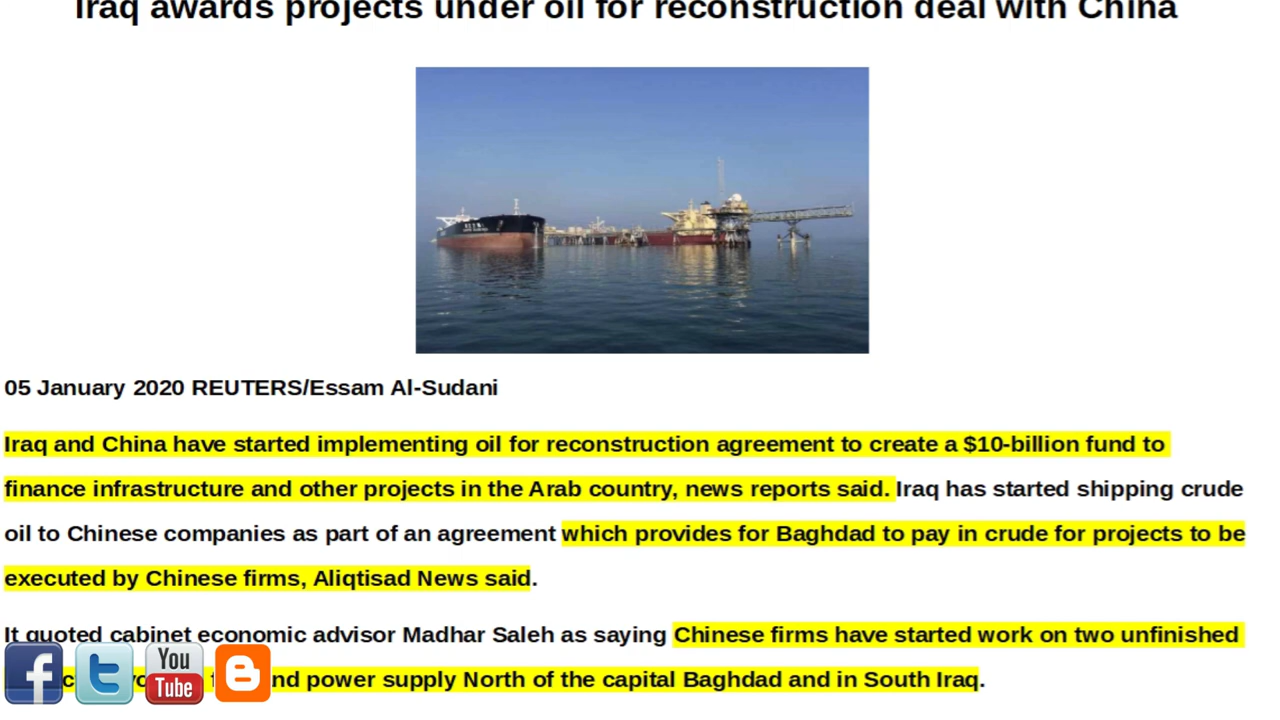 Iraq awards projects under oil for reconstruction deal with China
05 January 2020 REUTERS/Essam Al-Sudani
Iraq and China have started implementing oil for reconstruction agreement to create a $10-billion fund to
finance infrastructure and other projects in the Arab country, news reports said. Iraq has started shipping crude
oil to Chinese companies as part of an agreement which provides for Baghdad to pay in crude for projects to be
executed by Chinese firms, Aliqtisad News said.
It quoted cabinet economic advisor Madhar Saleh as saying Chinese firms have started work on two unfinished
power supply North of the capital Baghdad and in South Iraq.
f t You
Tube B